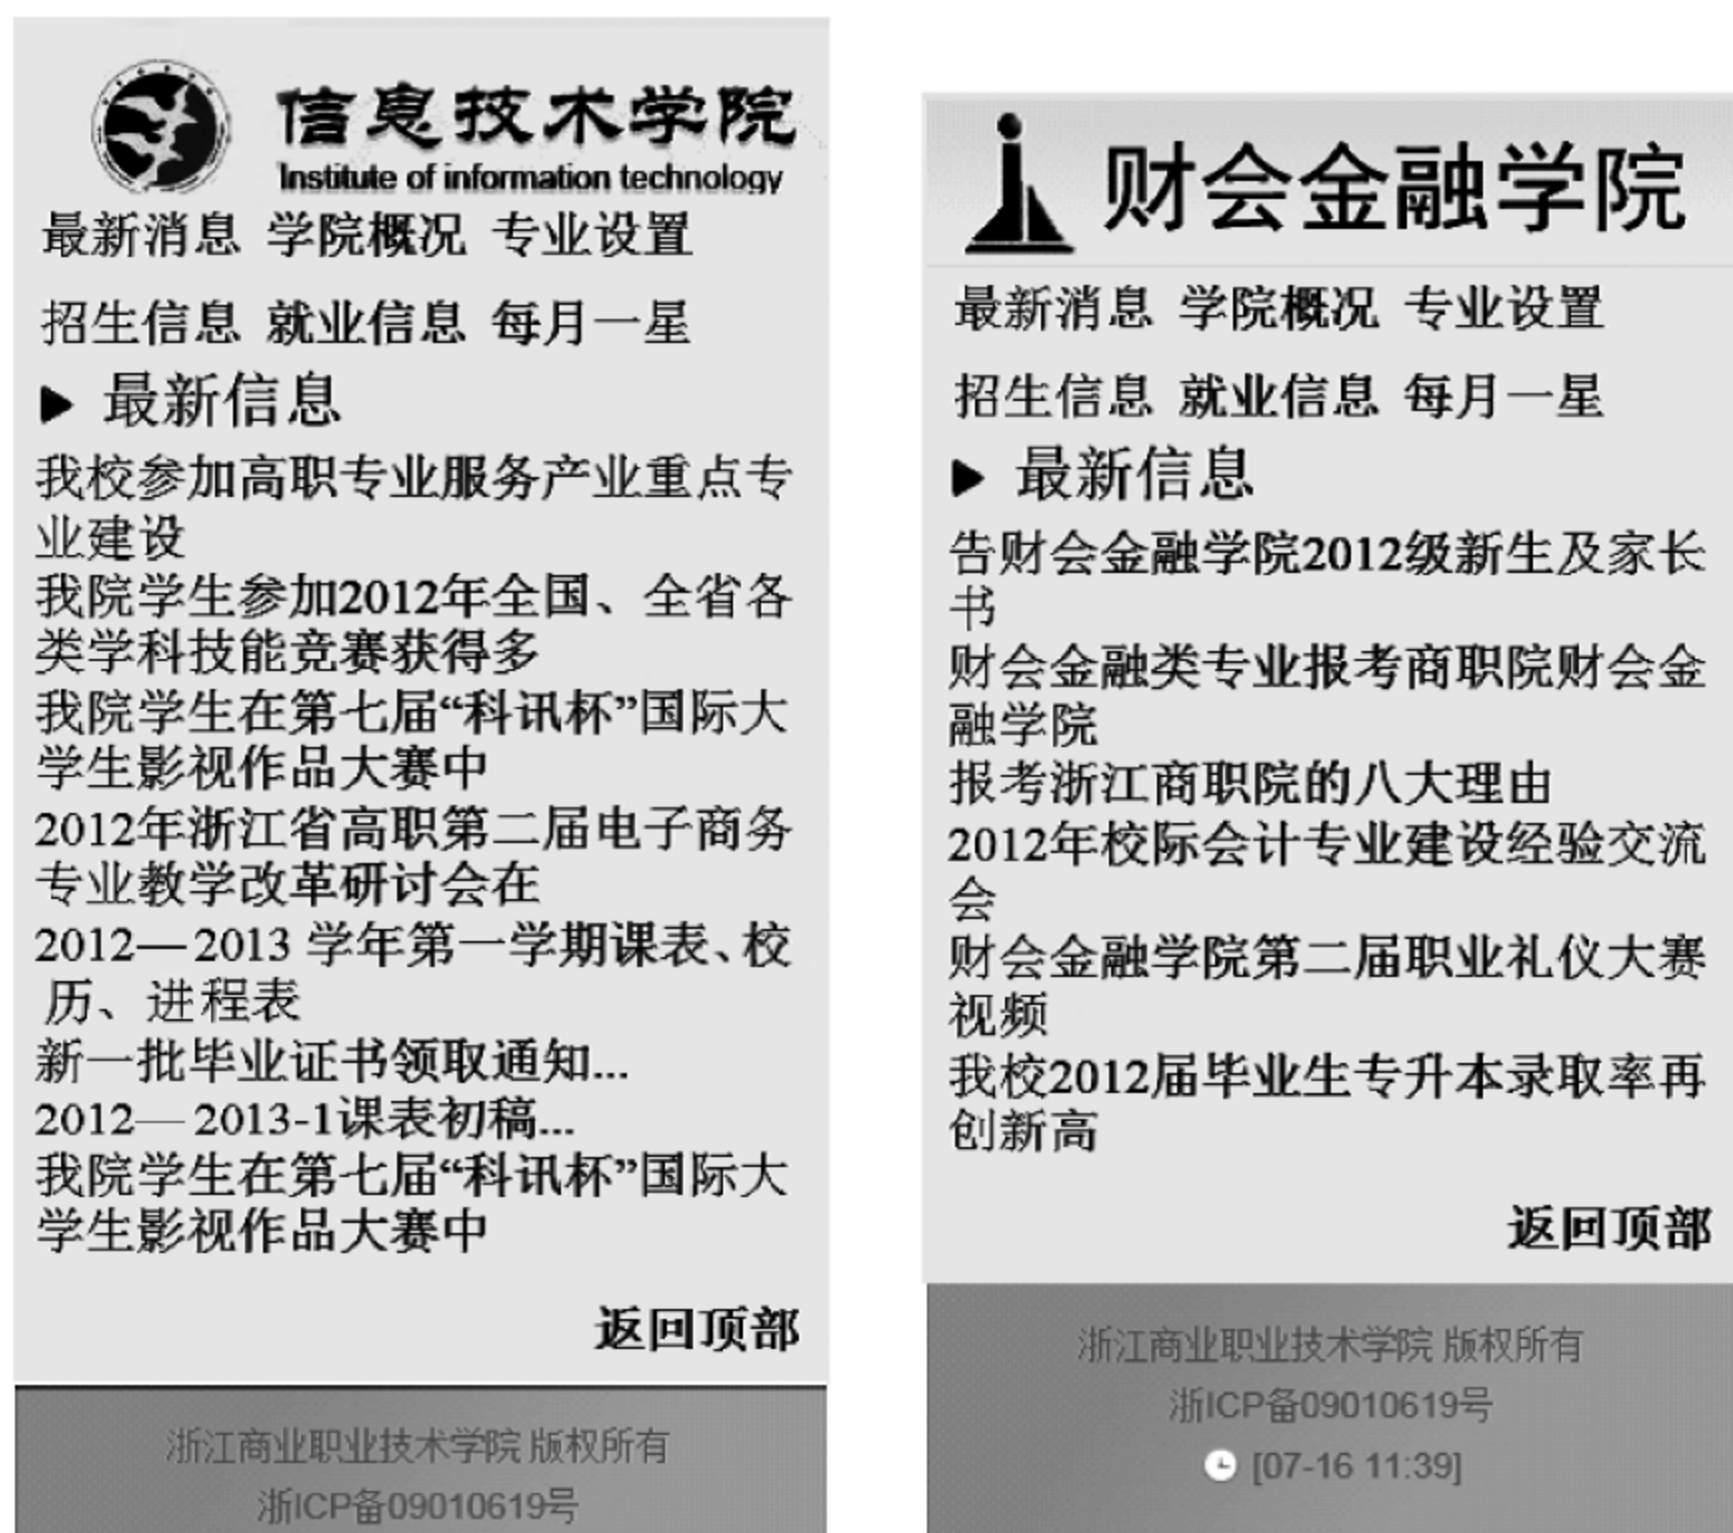 信息技术学院
Institute of information technology
最新消息 学院概况 专业设置
招生信息 就业信息 每月一星
最新信息
我校参加高职专业服务产业重点专
业建设
我院学生参加2012年全国、全省各
类学科技能竞赛获得多
我院学生在第七届“科讯杯”国际大
学生影视作品大赛中
2012年浙江省高职第二届电子商务
专业教学改革研讨会在
2012—2013 学年第一学期课表、校
历、进程表
新一批毕业证书领取通知...
2012—2013-1课表初稿...
我院学生在第七届“科讯杯”国际大
学生影视作品大赛中
返回顶部
浙江商业职业技术学院 版权所有
浙ICP备09010619号
财会金融学院
最新消息 学院概况 专业设置
招生信息 就业信息 每月一星
最新信息
告财会金融学院2012级新生及家长
书
财会金融类专业报考商职院财会金
融学院
报考浙江商职院的八大理由
2012年校际会计专业建设经验交流
会
财会金融学院第二届职业礼仪大赛
视频
我校2012届毕业生专升本录取率再
创新高
返回顶部
浙江商业职业技术学院 版权所有
浙ICP备09010619号
[07-16 11:39]